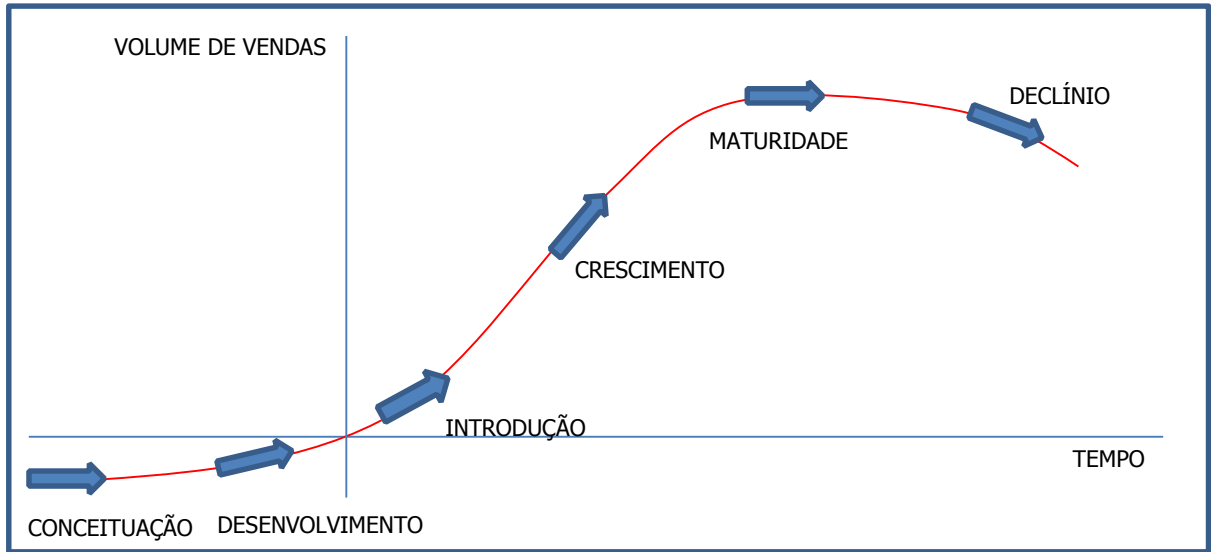 VOLUME DE VENDAS
DECLÍNIO
MATURIDADE
CRESCIMENTO
INTRODUÇÃO
TEMPO
CONCEITUAÇÃO
DESENVOLVIMENTO